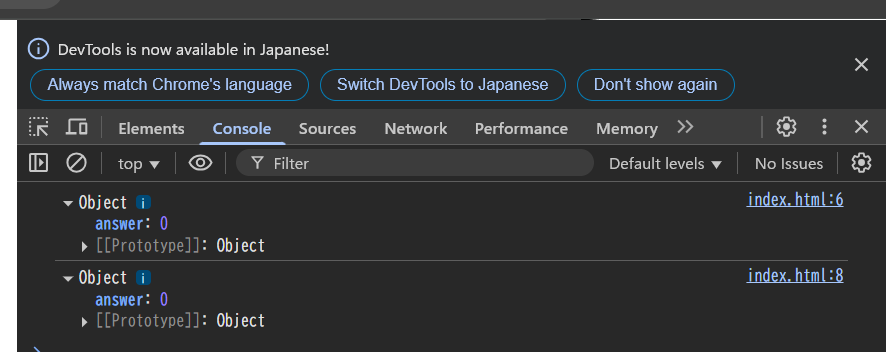 DevTools is now available in Japanese!
Always match Chrome's language Switch DevTools to Japanese Don't show again
Elements Console Sources Network Performance Memory
top Filter Default levels No Issues
Object index.html:6
answer: 0
[[Prototype]]: Object
Object index.html:8
answer: 0
[[Prototype]]: Object